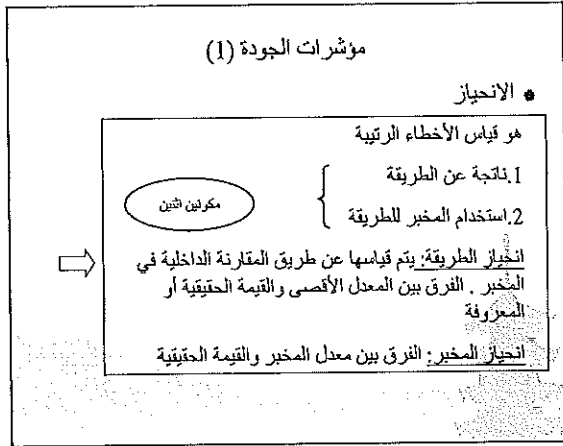 مؤشرات الجودة (1)
• الانحياز
هو قياس الأخطاء الرتيبة
1.ناتجة عن الطريقة
2.استخدام المخبر للطريقة
مكونين اثنين
انحياز الطريقة: يتم قياسها عن طريق المقارنة الداخلية في
المخبر . الفرق بين المعدل الأقصى والقيمة الحقيقية أو
المعروفة
انحياز المخبر: الفرق بين معدل المخبر والقيمة الحقيقية